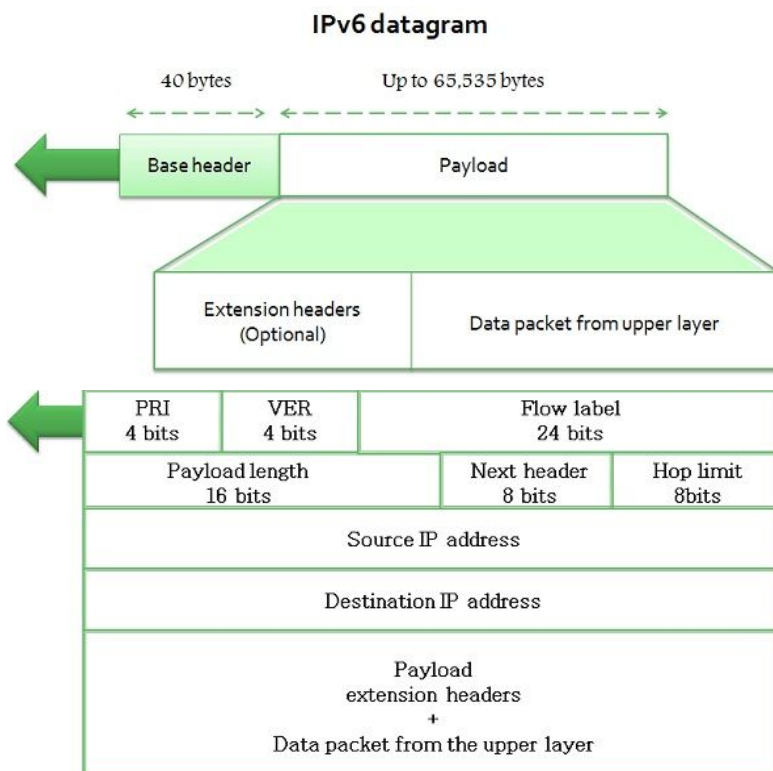 IPv6 datagram
40 bytes
Up to 65,535 bytes
Base header
Payload
Extension headers
(Optional)
Data packet from upper layer
PRI
4 bits
VER
4 bits
Flow label
24 bits
Payload length
16 bits
Next header
8 bits
Hop limit
8bits
Source IP address
Destination IP address
Payload
extension headers
+
Data packet from the upper layer